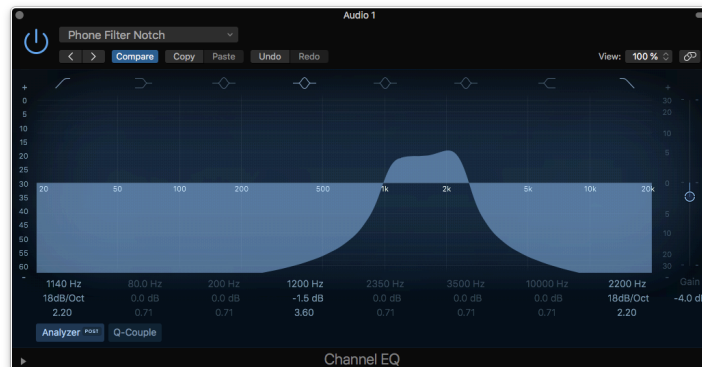 Audio 1
Phone Filter Notch
Compare Copy Paste Undo Redo View: 100 %
+ +
0 30
5 20
10
15
20 5
25
30 20 50 100 200 500 1k 2k 5k 10k 20k 0
35
40
45 5
50 10
55 20
60 30
- -
1140 Hz 80.0 Hz 200 Hz 1200 Hz 2350 Hz 3500 Hz 10000 Hz 2200 Hz Gain
18dB/Oct 0.0 dB 0.0 dB -1.5 dB 0.0 dB 0.0 dB 0.0 dB 18dB/Oct -4.0 dB
2.20 0.71 0.71 3.60 0.71 0.71 0.71 2.20
Analyzer POST Q-Couple
Channel EQ